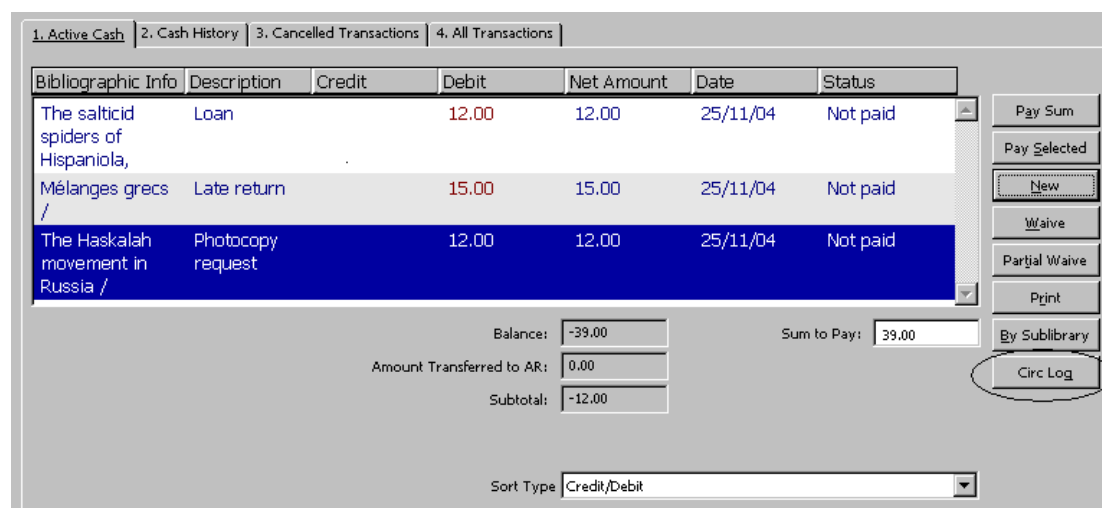 1. Active Cash 2. Cash History 3. Cancelled Transactions 4. All Transactions
Bibliographic Info Description Credit Debit Net Amount Date Status
The salticid Loan 12.00 12.00 25/11/04 Not paid
spiders of
Hispaniola,
Mélanges grecs Late return 15.00 15.00 25/11/04 Not paid
/
The Haskalah Photocopy 12.00 12.00 25/11/04 Not paid
movement in request
Russia /
Pay Sum
Pay Selected
New
Waive
Partial Waive
Print
By Sublibrary
Circ Log
Balance: -39.00 Sum to Pay: 39.00
Amount Transferred to AR: 0.00
Subtotal: -12.00
Sort Type Credit/Debit